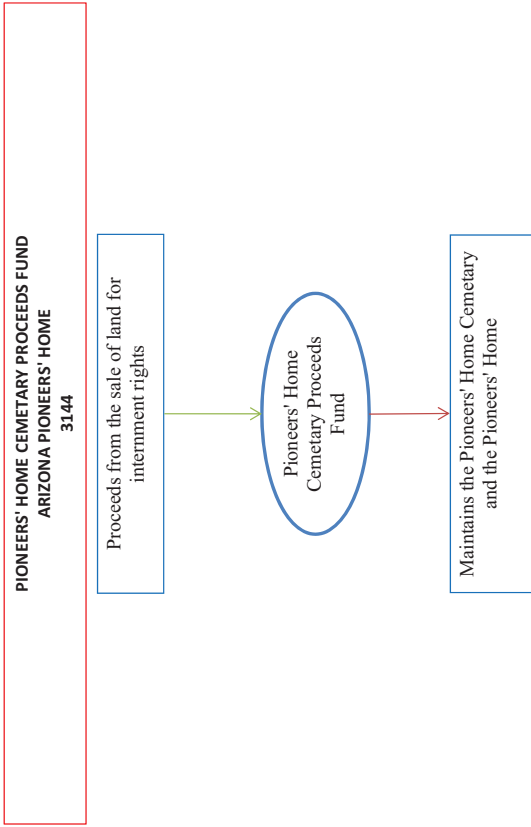 PIONEERS' HOME CEMETARY PROCEEDS FUND
ARIZONA PIONEERS' HOME
3144
Proceeds from the sale of land for
internment rights
Pioneers' Home
Cemetary Proceeds
Fund
Maintains the Pioneers' Home Cemetary
and the Pioneers' Home